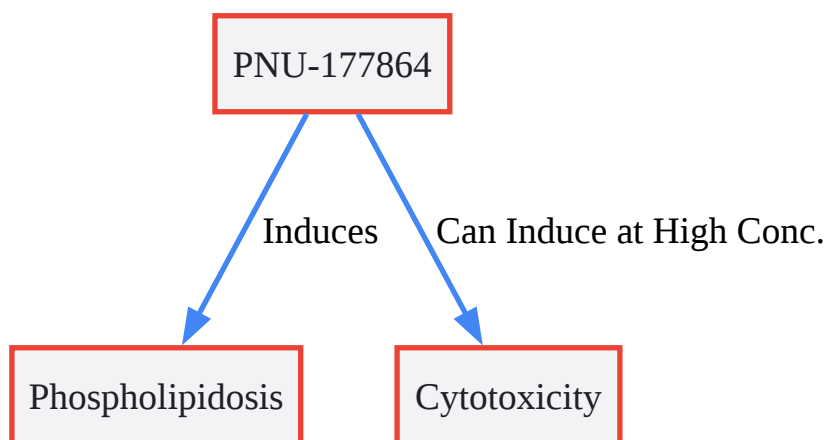 PNU-177864
Induces
Can Induce at High Conc.
Phospholipidosis
Cytotoxicity